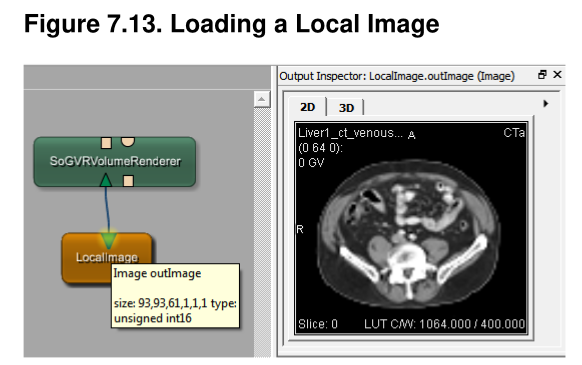 Figure 7.13. Loading a Local Image
Output Inspector: LocalImage.outImage (Image)
2D
3D
SoGVRVolumeRenderer
Liver1_ct_venous...
A
CTa
(0 64 0):
0 GV
R
LocalImage
Image outImage
size: 93,93,61,1,1,1 type:
unsigned int16
Slice: 0
LUT C/W: 1064.000 / 400.000